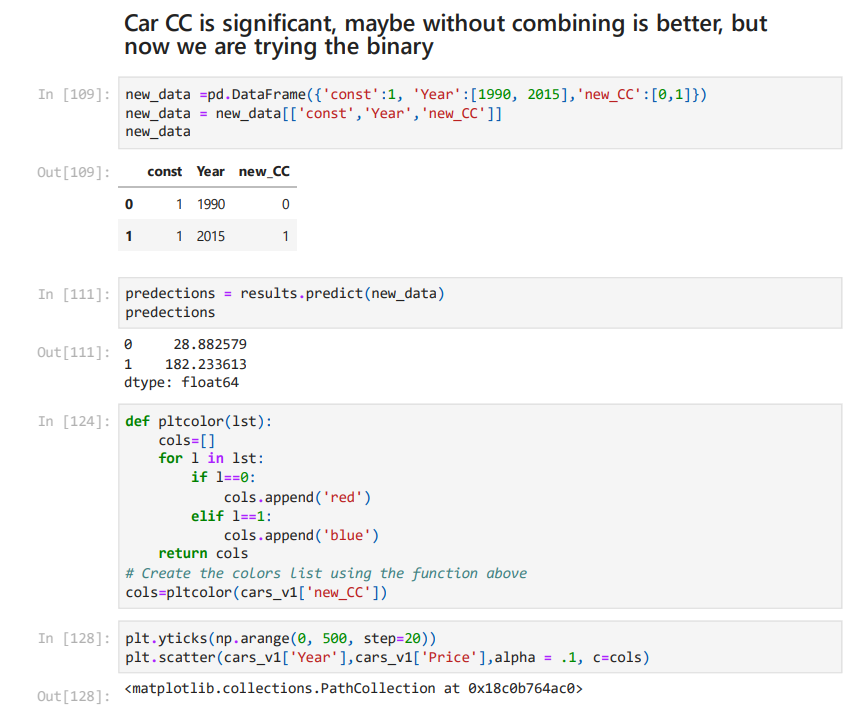 Car CC is significant, maybe without combining is better, but
now we are trying the binary
In [109]: new_data =pd.DataFrame({'const':1, 'Year':[1990, 2015],'new_CC':[0,1]})
new_data = new_data[['const','Year','new_CC']]
new_data
Out[109]:
const Year new_CC
0 1 1990 0
1 1 2015 1
In [111]: predections = results.predict(new_data)
predections
Out[111]: 0 28.882579
1 182.233613
dtype: float64
In [124]: def pltcolor(lst):
    cols=[]
    for l in lst:
        if l==0:
            cols.append('red')
        elif l==1:
            cols.append('blue')
    return cols
# Create the colors list using the function above
cols=pltcolor(cars_v1['new_CC'])
In [128]: plt.yticks(np.arange(0, 500, step=20))
plt.scatter(cars_v1['Year'],cars_v1['Price'],alpha = .1, c=cols)
Out[128]: <matplotlib.collections.PathCollection at 0x18c0b764ac0>